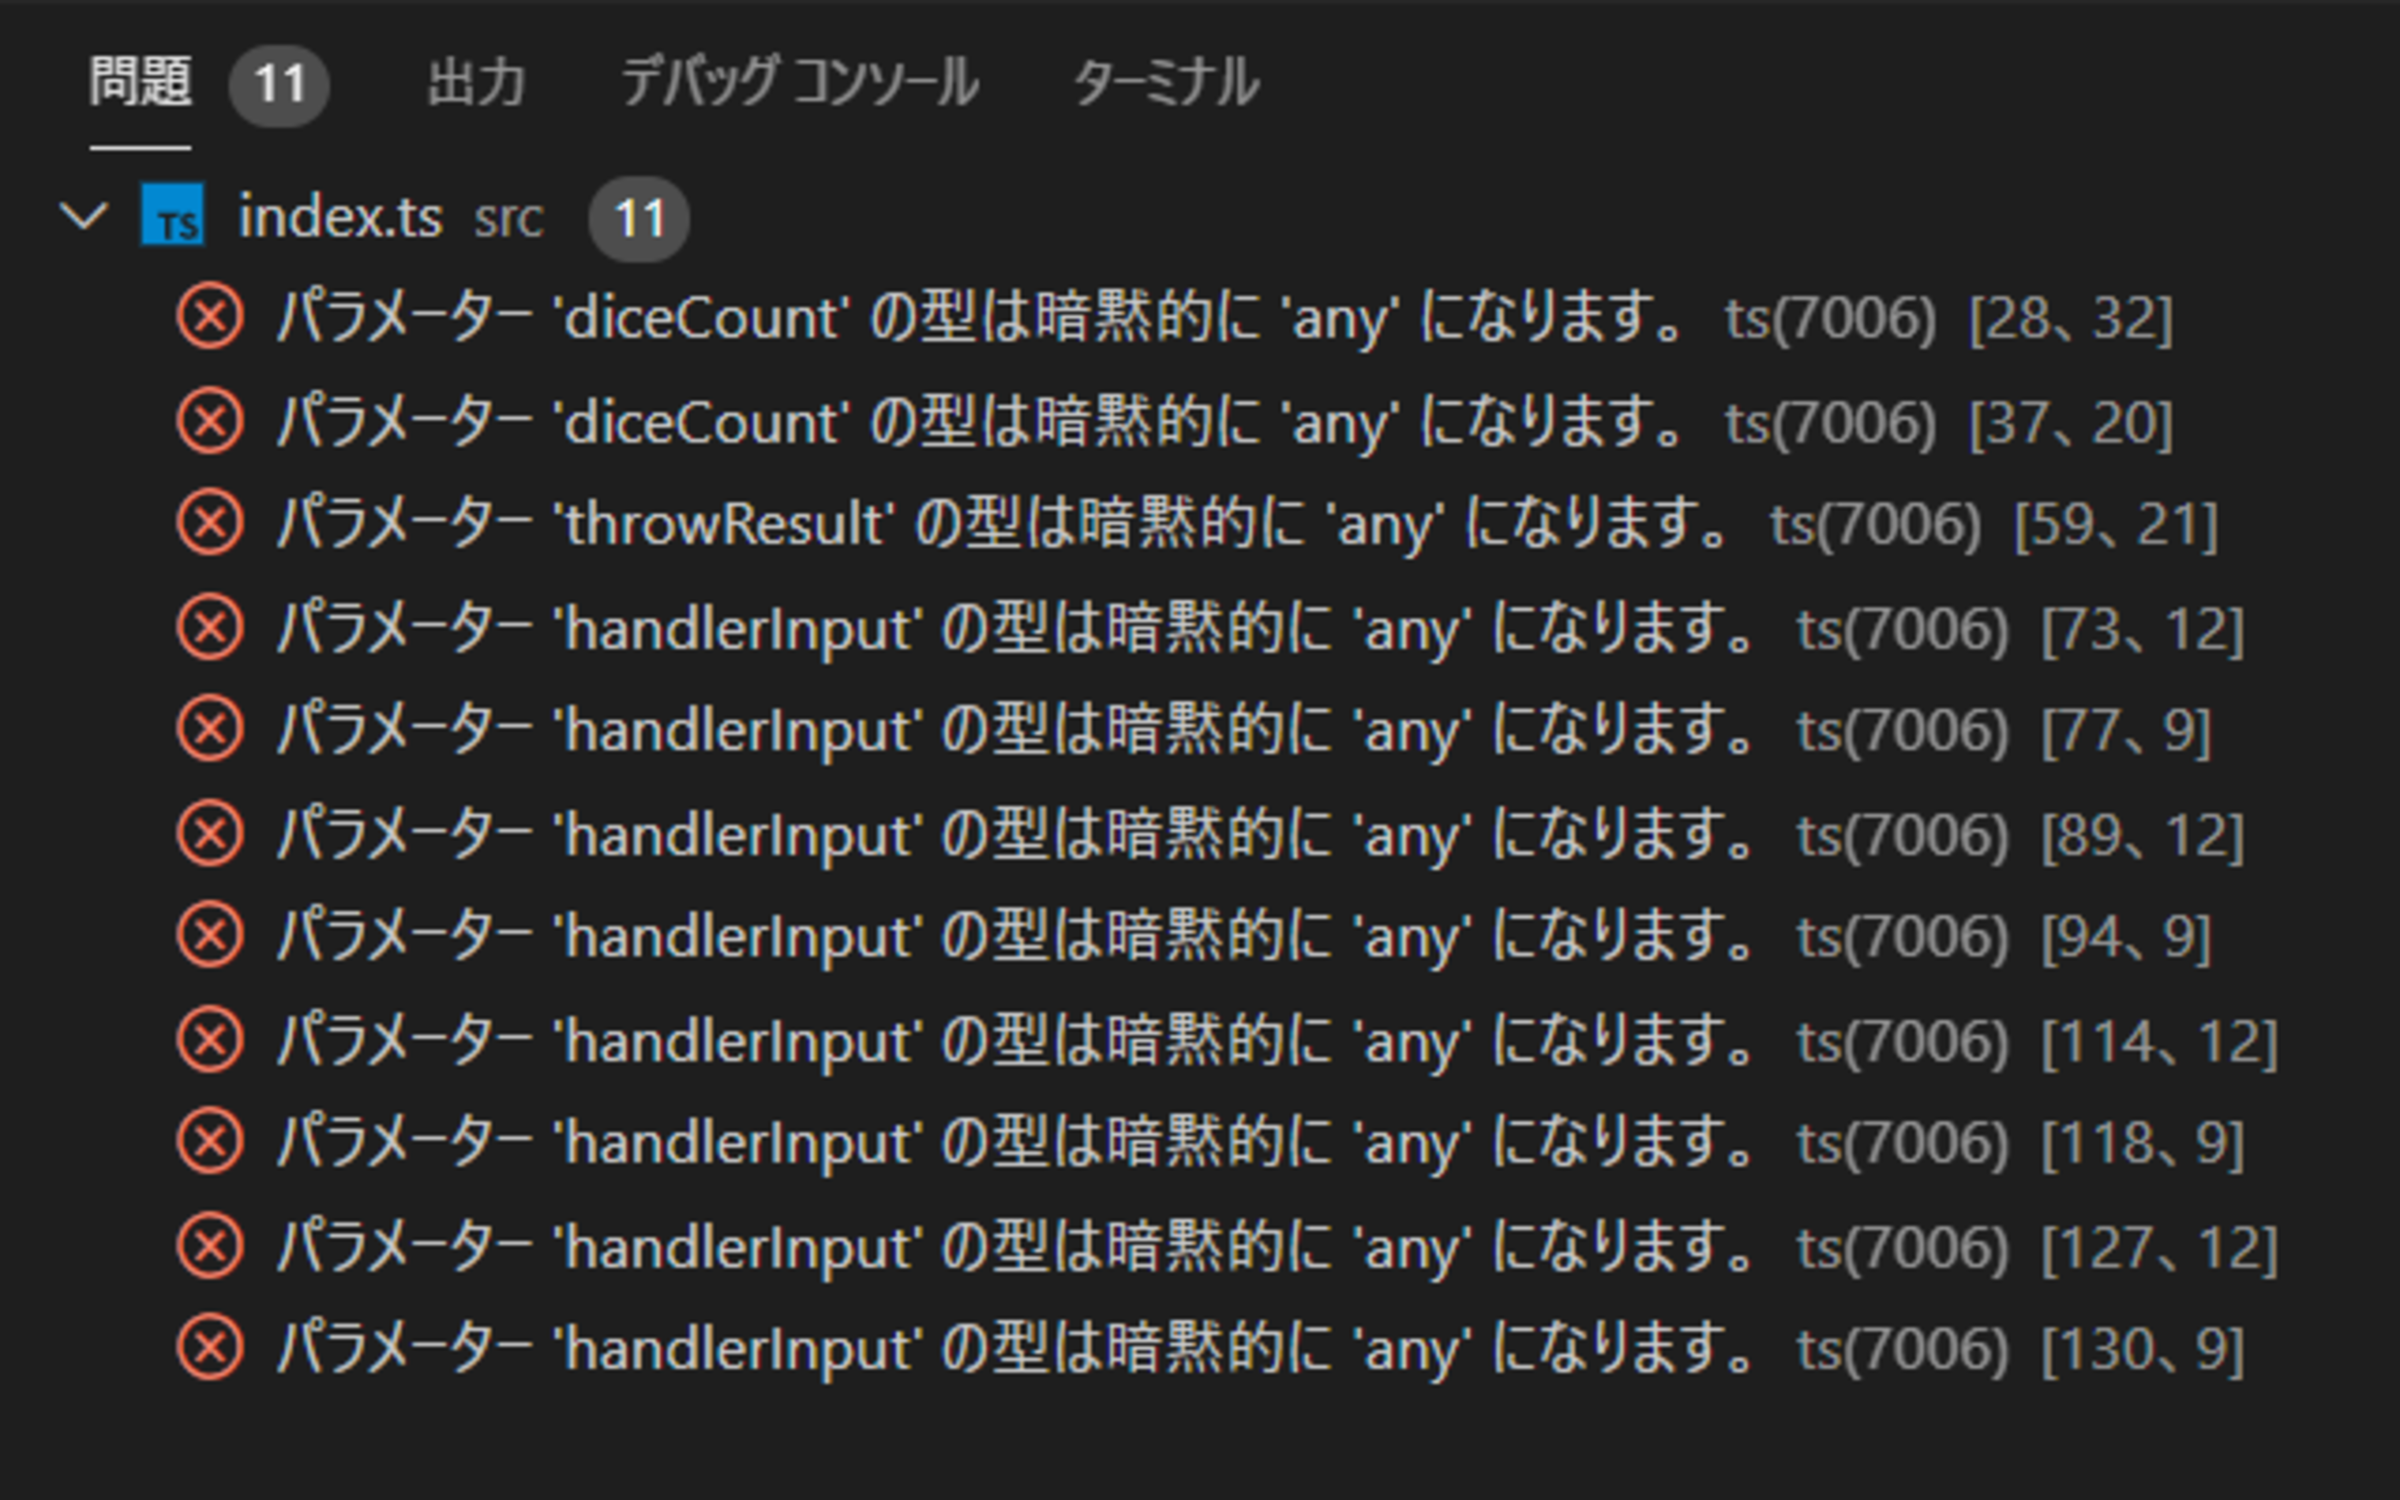 問題 11 出力 デバッグ コンソール ターミナル
TS index.ts src 11
パラメーター 'diceCount' の型は暗黙的に 'any' になります。 ts(7006) [28、32]
パラメーター 'diceCount' の型は暗黙的に 'any' になります。 ts(7006) [37、20]
パラメーター 'throwResult' の型は暗黙的に 'any' になります。 ts(7006) [59、21]
パラメーター 'handlerInput' の型は暗黙的に 'any' になります。 ts(7006) [73、12]
パラメーター 'handlerInput' の型は暗黙的に 'any' になります。 ts(7006) [77、9]
パラメーター 'handlerInput' の型は暗黙的に 'any' になります。 ts(7006) [89、12]
パラメーター 'handlerInput' の型は暗黙的に 'any' になります。 ts(7006) [94、9]
パラメーター 'handlerInput' の型は暗黙的に 'any' になります。 ts(7006) [114、12]
パラメーター 'handlerInput' の型は暗黙的に 'any' になります。 ts(7006) [118、9]
パラメーター 'handlerInput' の型は暗黙的に 'any' になります。 ts(7006) [127、12]
パラメーター 'handlerInput' の型は暗黙的に 'any' になります。 ts(7006) [130、9]